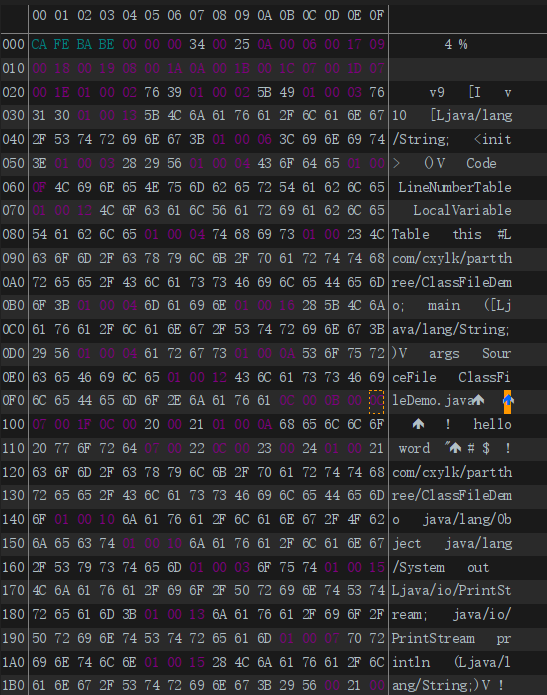 00 01 02 03 04 05 06 07 08 09 0A 0B 0C 0D 0E 0F
000 CA FE BA BE 00 00 00 34 00 25 0A 00 06 00 17 09 4 %
010 00 18 00 19 08 00 1A 0A 00 1B 00 1C 07 00 1D 07
020 00 1E 01 00 02 76 39 01 00 02 5B 49 01 00 03 76 v9 [I v
030 31 30 01 00 13 5B 4C 6A 61 76 61 2F 6C 61 6E 67 10 [Ljava/lang
040 2F 53 74 72 69 6E 67 3B 01 00 06 3C 69 6E 69 74 /String; <init
050 3E 01 00 03 28 29 56 01 00 04 43 6F 64 65 01 00 > ()V Code
060 0F 4C 69 6E 65 4E 75 6D 62 65 72 54 61 62 6C 65 LineNumberTable
070 01 00 12 4C 6F 63 61 6C 56 61 72 69 61 62 6C 65 LocalVariable
080 54 61 62 6C 65 01 00 04 74 68 69 73 01 00 23 4C Table this #L
090 63 6F 6D 2F 63 78 79 6C 6B 2F 70 61 72 74 74 68 com/cxylk/partth
0A0 72 65 65 2F 43 6C 61 73 73 46 69 6C 65 44 65 6D ree/ClassFileDem
0B0 6F 3B 01 00 04 6D 61 69 6E 01 00 16 28 5B 4C 6A o; main ([Lj
0C0 61 76 61 2F 6C 61 6E 67 2F 53 74 72 69 6E 67 3B ava/lang/String;
0D0 29 56 01 00 04 61 72 67 73 01 00 0A 53 6F 75 72 )V args Sour
0E0 63 65 46 69 6C 65 01 00 12 43 6C 61 73 73 46 69 ceFile ClassFi
0F0 6C 65 44 65 6D 6F 2E 6A 61 76 61 0C 00 0B 00 0C leDemo.java
100 07 00 1F 0C 00 20 00 21 01 00 0A 68 65 6C 6C 6F ! hello
110 20 77 6F 72 64 07 00 22 0C 00 23 00 24 01 00 21 word " # $ !
120 63 6F 6D 2F 63 78 79 6C 6B 2F 70 61 72 74 74 68 com/cxylk/partth
130 72 65 65 2F 43 6C 61 73 73 46 69 6C 65 44 65 6D ree/ClassFileDem
140 6F 01 00 10 6A 61 76 61 2F 6C 61 6E 67 2F 4F 62 o java/lang/Ob
150 6A 65 63 74 01 00 10 6A 61 76 61 2F 6C 61 6E 67 ject java/lang
160 2F 53 79 73 74 65 6D 01 00 03 6F 75 74 01 00 15 /System out
170 4C 6A 61 76 61 2F 69 6F 2F 50 72 69 6E 74 53 74 Ljava/io/PrintSt
180 72 65 61 6D 3B 01 00 13 6A 61 76 61 2F 69 6F 2F ream; java/io/
190 50 72 69 6E 74 53 74 72 65 61 6D 01 00 07 70 72 PrintStream pr
1A0 69 6E 74 6C 6E 01 00 15 28 4C 6A 61 76 61 2F 6C intln (Ljava/l
1B0 61 6E 67 2F 53 74 72 69 6E 67 3B 29 56 00 21 00 ang/String;)V !